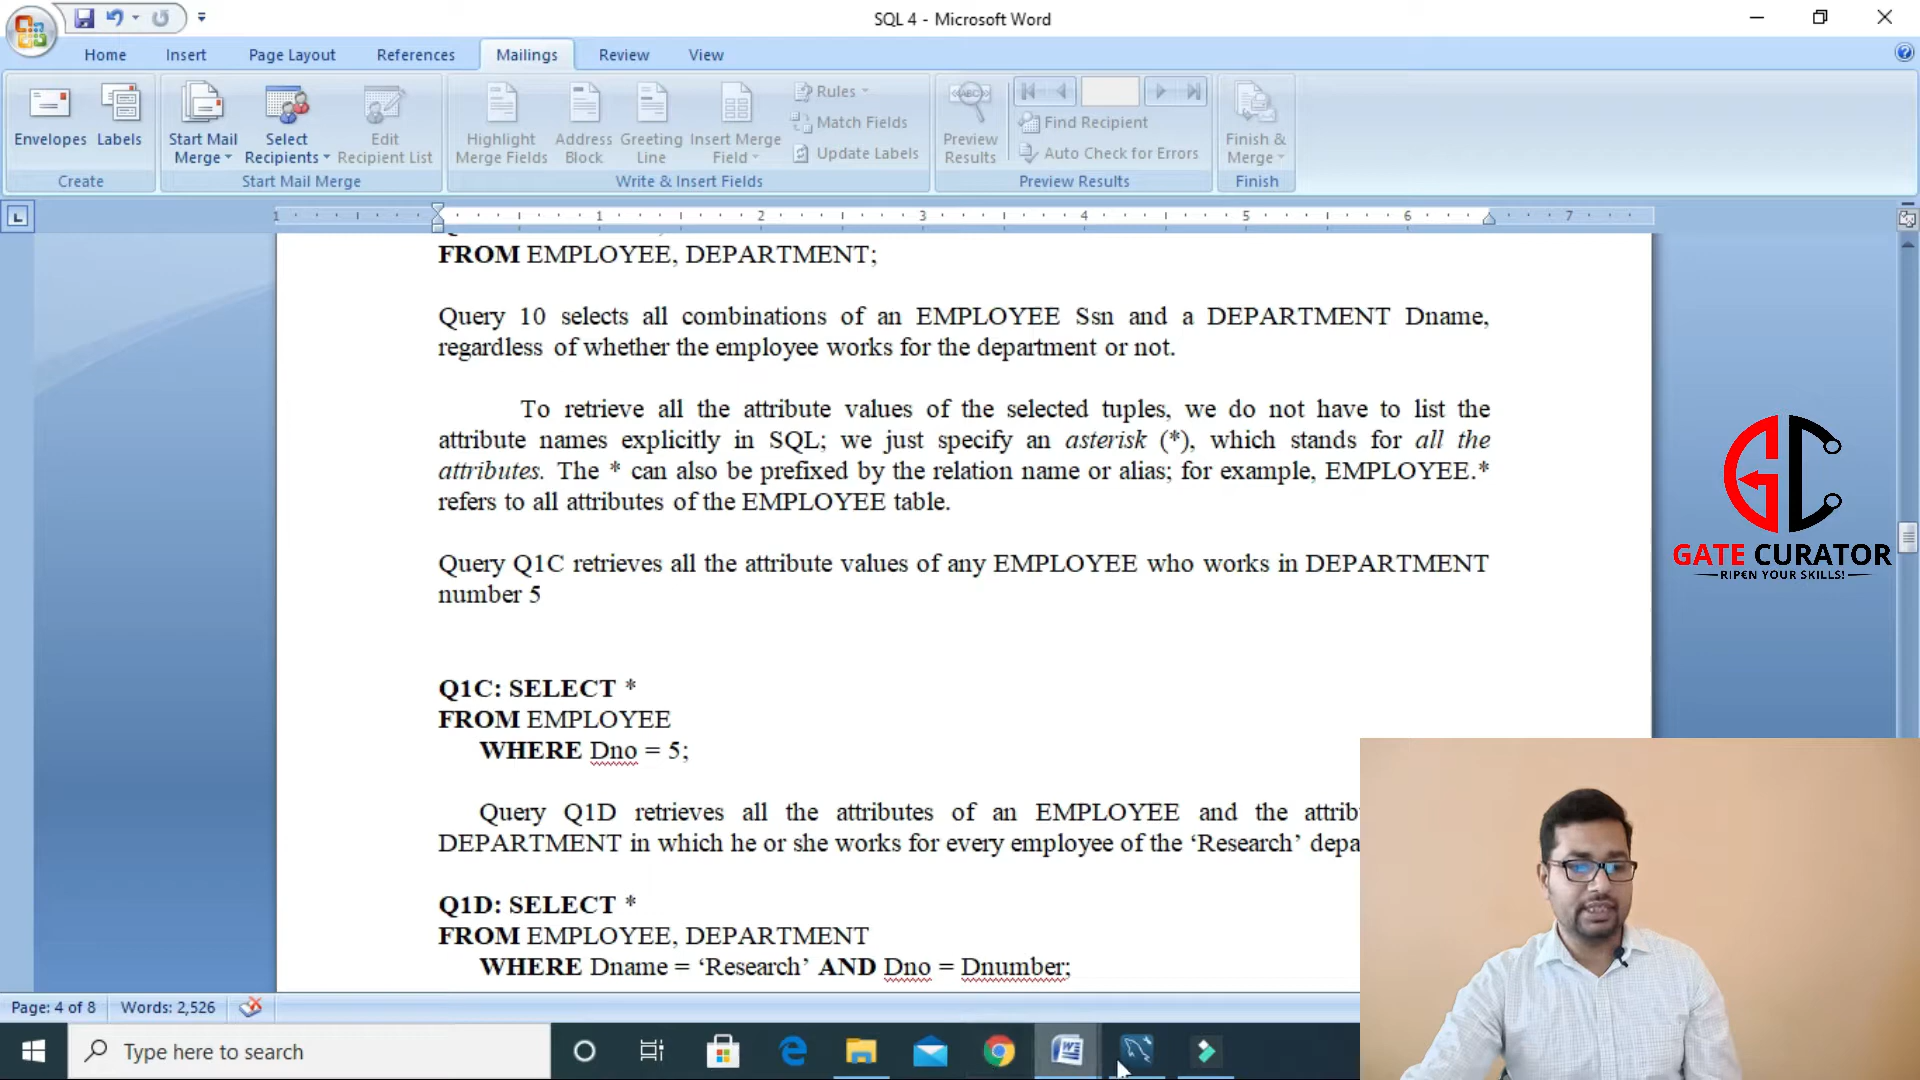 SQL 4 - Microsoft Word
Home Insert Page Layout References Mailings Review View
Envelopes Labels
Start Mail Merge
Select Recipients
Edit Recipient List
Highlight Merge Fields
Address Block
Greeting Line
Insert Merge Field
Rules
Match Fields
Update Labels
«ABC»
Preview Results
Find Recipient
Auto Check for Errors
Finish & Merge
Create Start Mail Merge Write & Insert Fields Preview Results Finish
1 1 2 3 4 5 6 7
FROM EMPLOYEE, DEPARTMENT;
Query 10 selects all combinations of an EMPLOYEE Ssn and a DEPARTMENT Dname,
regardless of whether the employee works for the department or not.
To retrieve all the attribute values of the selected tuples, we do not have to list the
attribute names explicitly in SQL; we just specify an asterisk (*), which stands for all the
attributes. The * can also be prefixed by the relation name or alias; for example, EMPLOYEE.*
refers to all attributes of the EMPLOYEE table.
Query Q1C retrieves all the attribute values of any EMPLOYEE who works in DEPARTMENT
number 5
Q1C: SELECT *
FROM EMPLOYEE
WHERE Dno = 5;
Query Q1D retrieves all the attributes of an EMPLOYEE and the attrib
DEPARTMENT in which he or she works for every employee of the ‘Research’ depa
Q1D: SELECT *
FROM EMPLOYEE, DEPARTMENT
WHERE Dname = ‘Research’ AND Dno = Dnumber;
GATE CURATOR
RIPEN YOUR SKILLS!
Page: 4 of 8 Words: 2,526
Type here to search